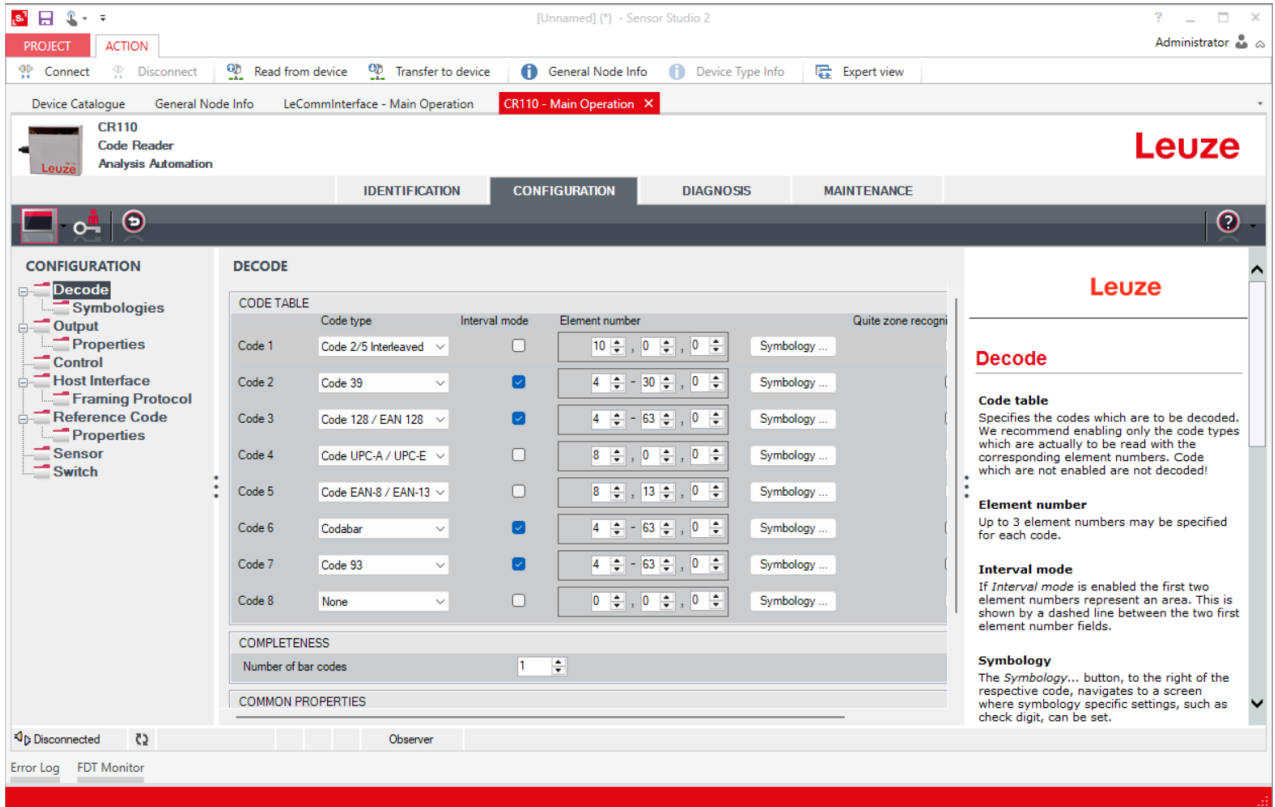 [Unnamed] (*) - Sensor Studio 2
PROJECT ACTION Administrator
Connect Disconnect Read from device Transfer to device General Node Info Device Type Info Expert view
Device Catalogue General Node Info LeCommInterface - Main Operation CR110 - Main Operation
CR110
Code Reader
Analysis Automation
Leuze
Leuze
IDENTIFICATION CONFIGURATION DIAGNOSIS MAINTENANCE
CONFIGURATION
Decode
Symbologies
Output
Properties
Control
Host Interface
Framing Protocol
Reference Code
Properties
Sensor
Switch
DECODE
CODE TABLE
Code type Interval mode Element number Quite zone recogni
Code 1 Code 2/5 Interleaved 10 , 0 , 0 Symbology ...
Code 2 Code 39 4 - 30 , 0 Symbology ...
Code 3 Code 128 / EAN 128 4 - 63 , 0 Symbology ...
Code 4 Code UPC-A / UPC-E 8 , 0 , 0 Symbology ...
Code 5 Code EAN-8 / EAN-13 8 , 13 , 0 Symbology ...
Code 6 Codabar 4 - 63 , 0 Symbology ...
Code 7 Code 93 4 - 63 , 0 Symbology ...
Code 8 None 0 , 0 , 0 Symbology ...
COMPLETENESS
Number of bar codes 1
COMMON PROPERTIES
Leuze
Decode
Code table
Specifies the codes which are to be decoded.
We recommend enabling only the code types
which are actually to be read with the
corresponding element numbers. Code
which are not enabled are not decoded!
Element number
Up to 3 element numbers may be specified
for each code.
Interval mode
If Interval mode is enabled the first two
element numbers represent an area. This is
shown by a dashed line between the two first
element number fields.
Symbology
The Symbology... button, to the right of the
respective code, navigates to a screen
where symbology specific settings, such as
check digit, can be set.
Disconnected Observer
Error Log FDT Monitor